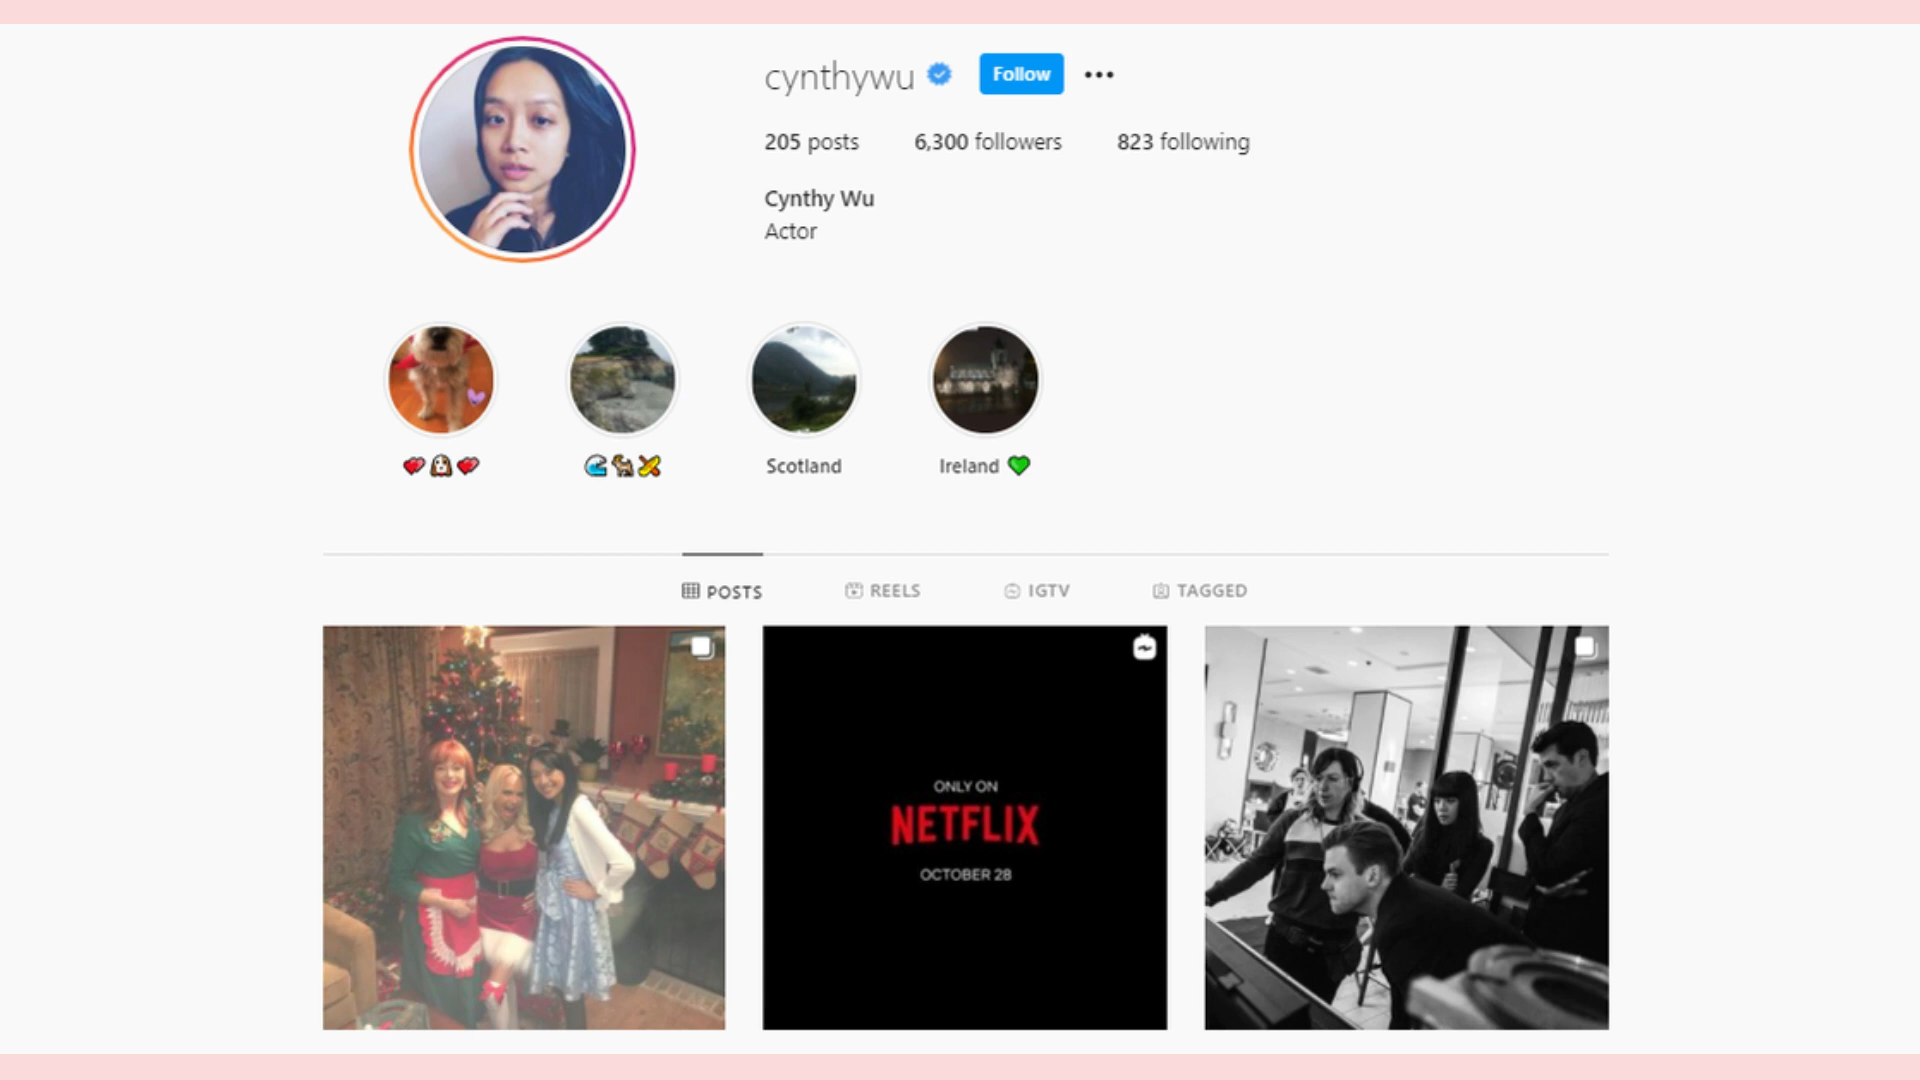 cynthywu Follow
205 posts 6,300 followers 823 following
Cynthy Wu
Actor
Scotland
Ireland 💚
POSTS REELS IGTV TAGGED
ONLY ON
NETFLIX
OCTOBER 28